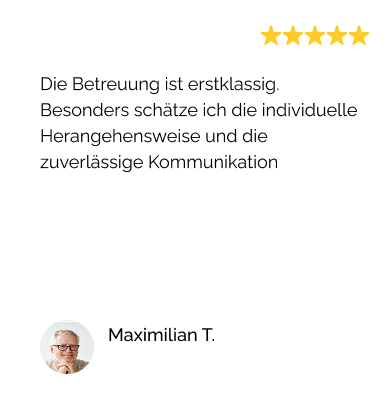 Die Betreuung ist erstklassig.
Besonders schätze ich die individuelle
Herangehensweise und die
zuverlässige Kommunikation
Maximilian T.